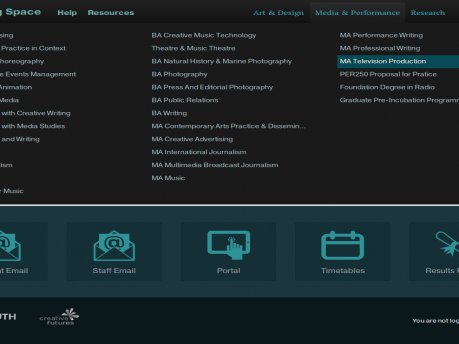 g Space Help Resources Art & Design Media & Performance Research
sing BA Creative Music Technology MA Performance Writing
Practice in Context Theatre & Music Theatre MA Professional Writing
horeography BA Natural History & Marine Photography MA Television Production
e Events Management BA Photography PER250 Proposal for Pratice
Animation BA Press And Editorial Photography Foundation Degree in Radio
Media BA Public Relations Graduate Pre-Incubation Programm
with Creative Writing BA Writing
with Media Studies MA Contemporary Arts Practice & Dissemin...
and Writing MA Creative Advertising
MA International Journalism
lism MA Multimedia Broadcast Journalism
MA Music
r Music
nt Email Staff Email Portal Timetables Results
UTH creative futures You are not log